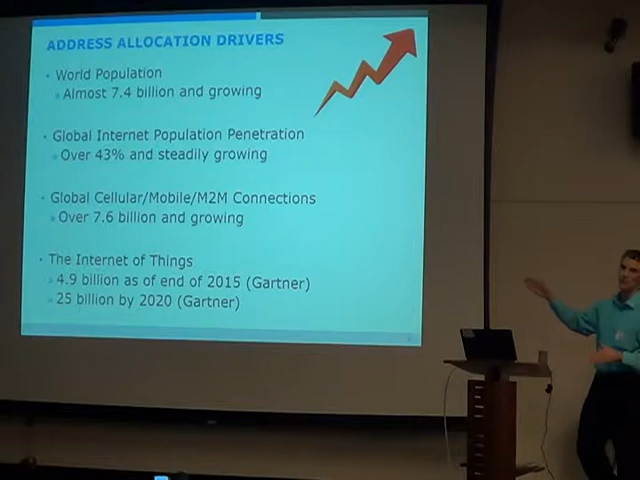 ADDRESS ALLOCATION DRIVERS
World Population
Almost 7.4 billion and growing
Global Internet Population Penetration
Over 43% and steadily growing
Global Cellular/Mobile/M2M Connections
Over 7.6 billion and growing
The Internet of Things
4.9 billion as of end of 2015 (Gartner)
25 billion by 2020 (Gartner)